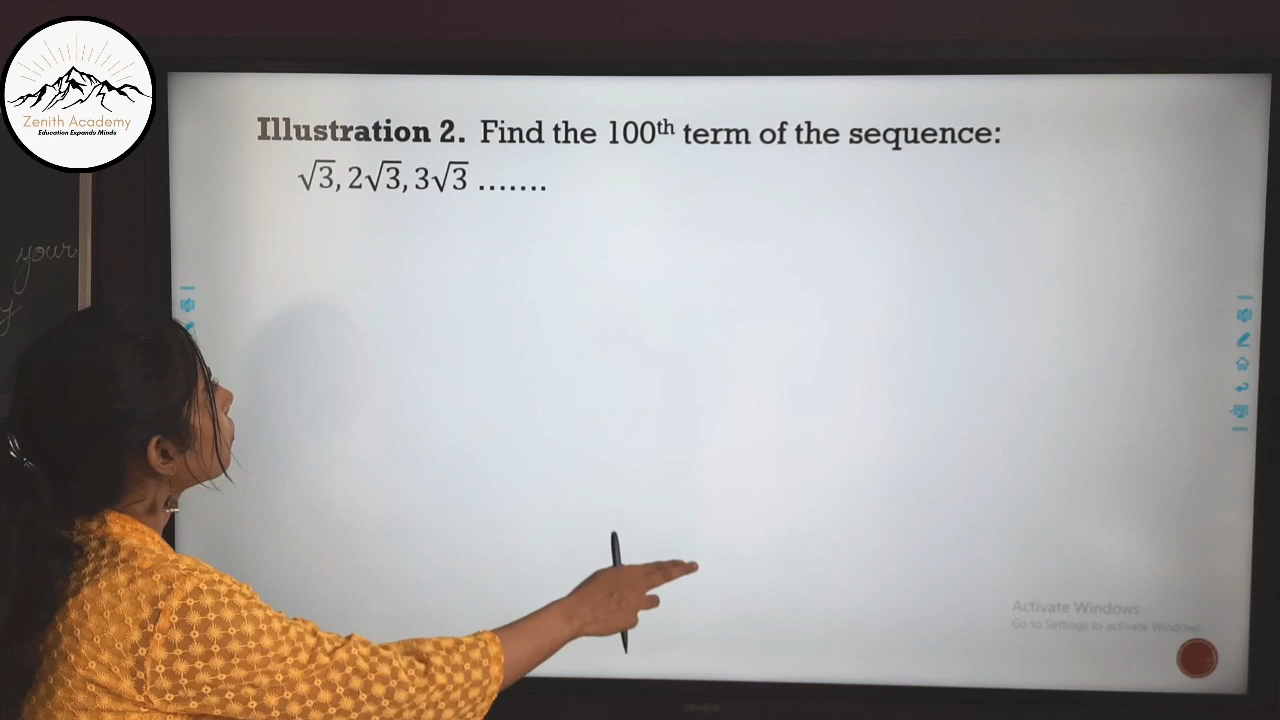 Zenith Academy
Education Expands Minds
Illustration 2. Find the 100th term of the sequence:
√3, 2√3, 3√3 .......
your
y
Activate Windows
Go to Settings to activate Windows.